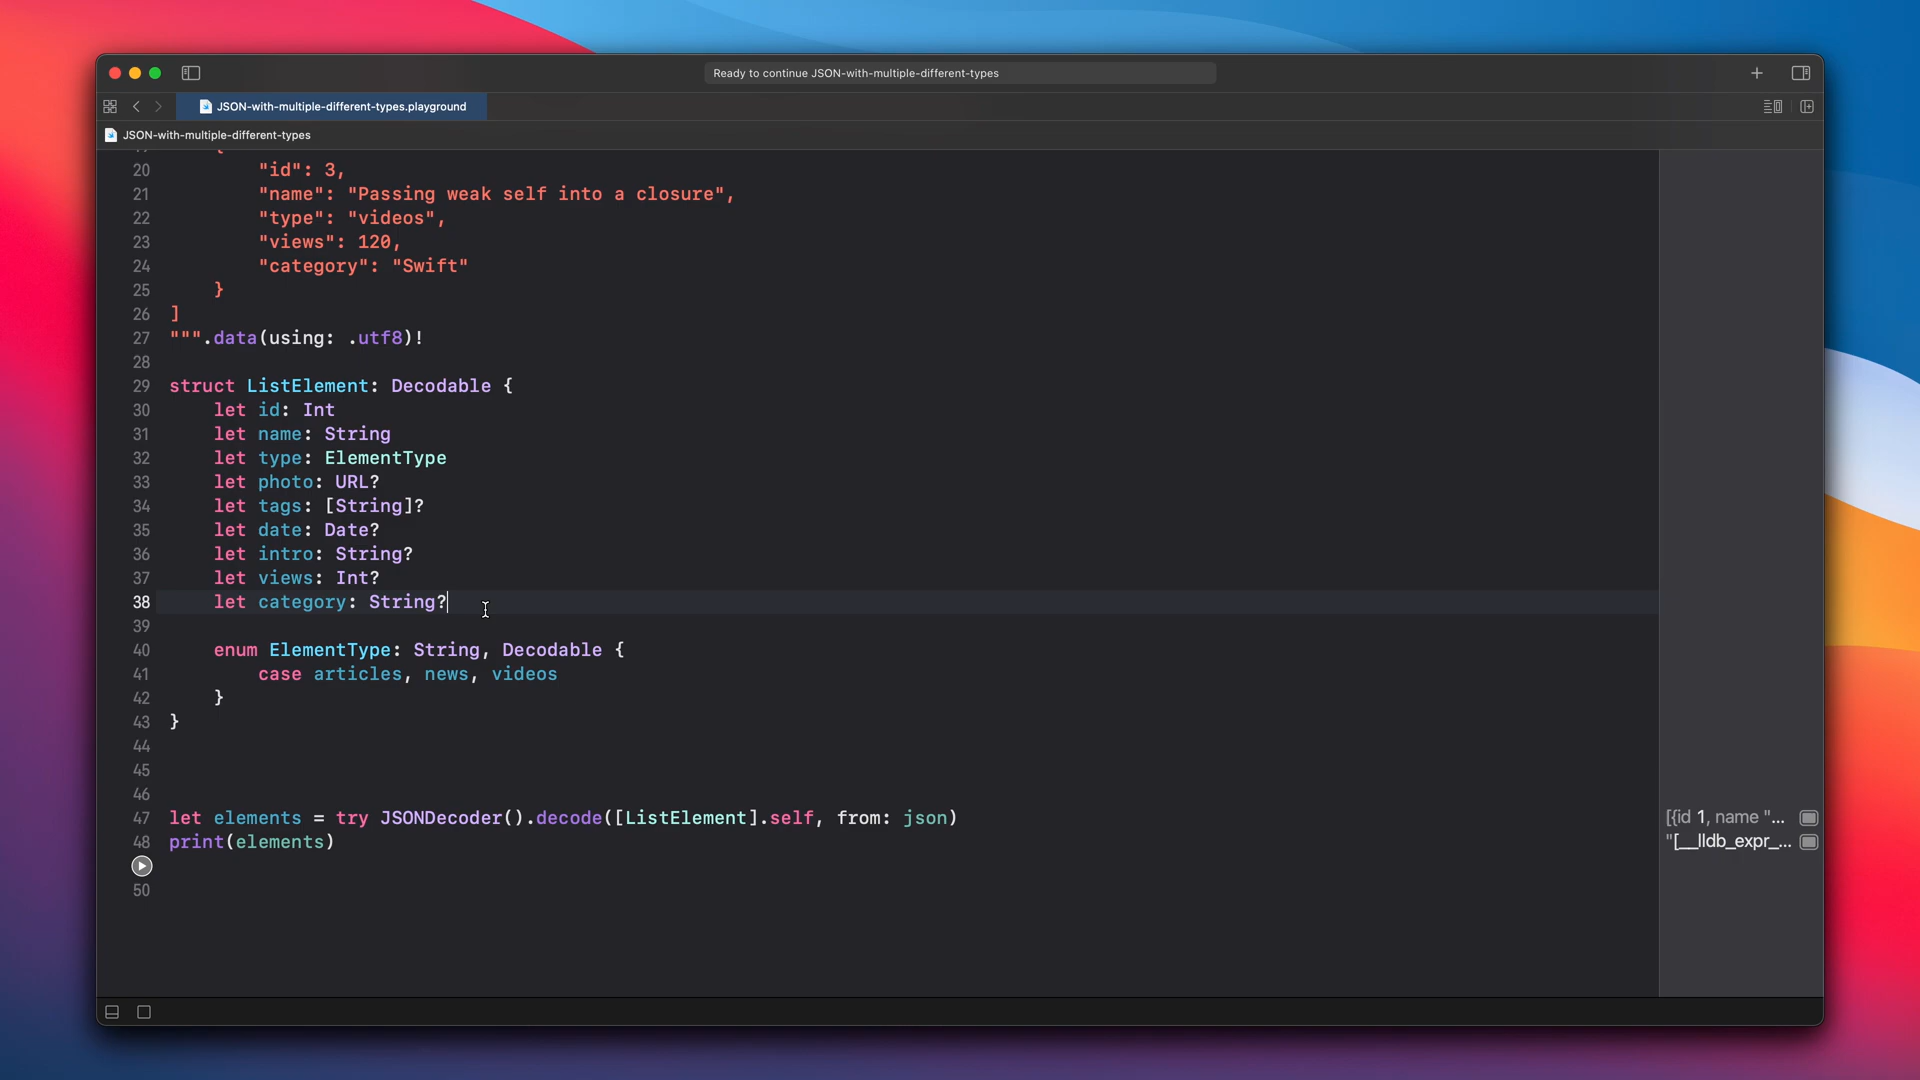 Ready to continue JSON-with-multiple-different-types
JSON-with-multiple-different-types.playground
JSON-with-multiple-different-types
20 "id": 3,
21 "name": "Passing weak self into a closure",
22 "type": "videos",
23 "views": 120,
24 "category": "Swift"
25 }
26 ]
27 """.data(using: .utf8)!
28
29 struct ListElement: Decodable {
30 let id: Int
31 let name: String
32 let type: ElementType
33 let photo: URL?
34 let tags: [String]?
35 let date: Date?
36 let intro: String?
37 let views: Int?
38 let category: String?
39
40 enum ElementType: String, Decodable {
41 case articles, news, videos
42 }
43 }
44
45
46
47 let elements = try JSONDecoder().decode([ListElement].self, from: json) [{id 1, name "...
48 print(elements) "[__lldb_expr_...
50